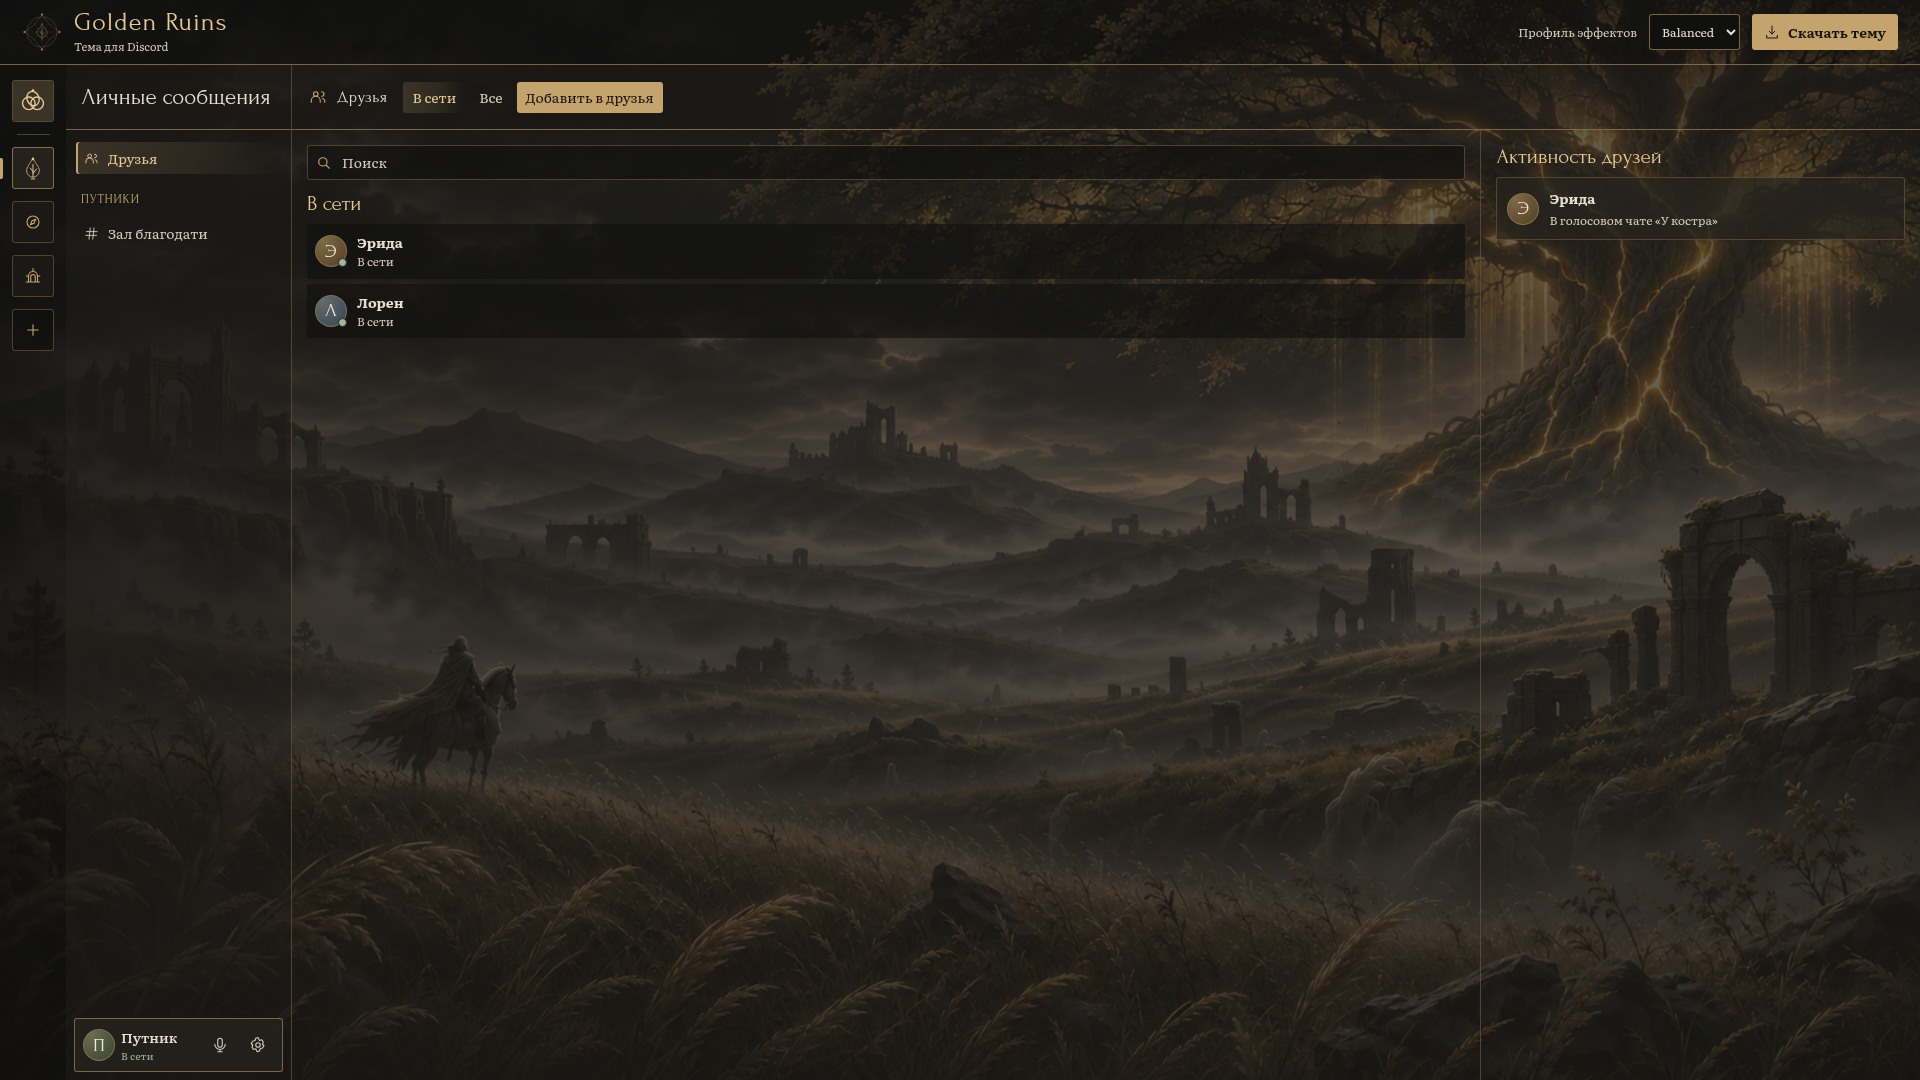 Golden Ruins
Тема для Discord
Профиль эффектов
Balanced
Скачать тему
Личные сообщения
Друзья
В сети
Все
Добавить в друзья
Друзья
ПУТНИКИ
Зал благодати
Поиск
В сети
Э
Эрида
В сети
Л
Лорен
В сети
Активность друзей
Э
Эрида
В голосовом чате «У костра»
П
Путник
В сети